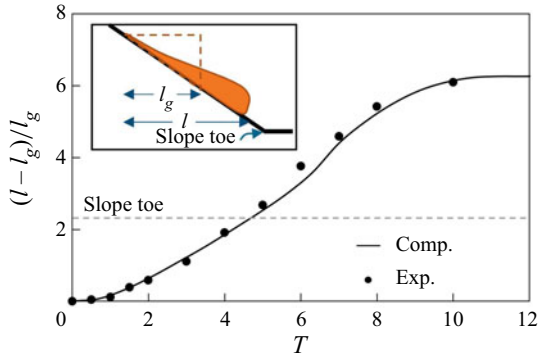 8
6
4
2
0
(l – l_g)/l_g
l_g
l
Slope toe
Slope toe
Comp.
Exp.
0 2 4 6 8 10 12
T